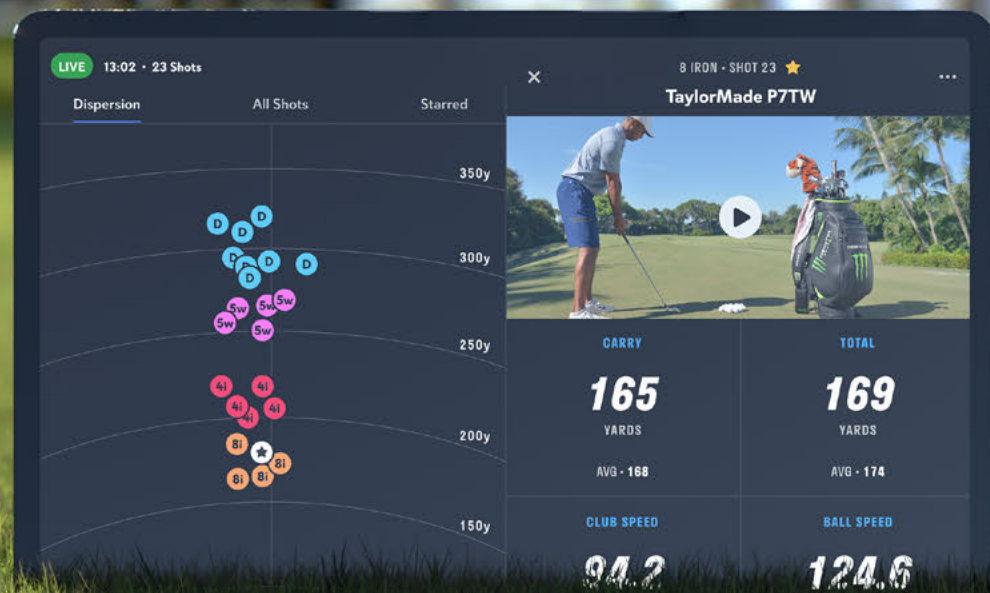 LIVE 13:02 · 23 Shots
Dispersion All Shots Starred
350y
D D D
300y
D D D D
D
5w 5w 5w
5w 5w
250y
4i 4i
4i 4i
4i
200y
8i
8i
8i 8i
150y
8 IRON · SHOT 23
TaylorMade P7TW
CARRY
165
YARDS
AVG · 168
TOTAL
169
YARDS
AVG · 174
CLUB SPEED
94.2
BALL SPEED
124.6